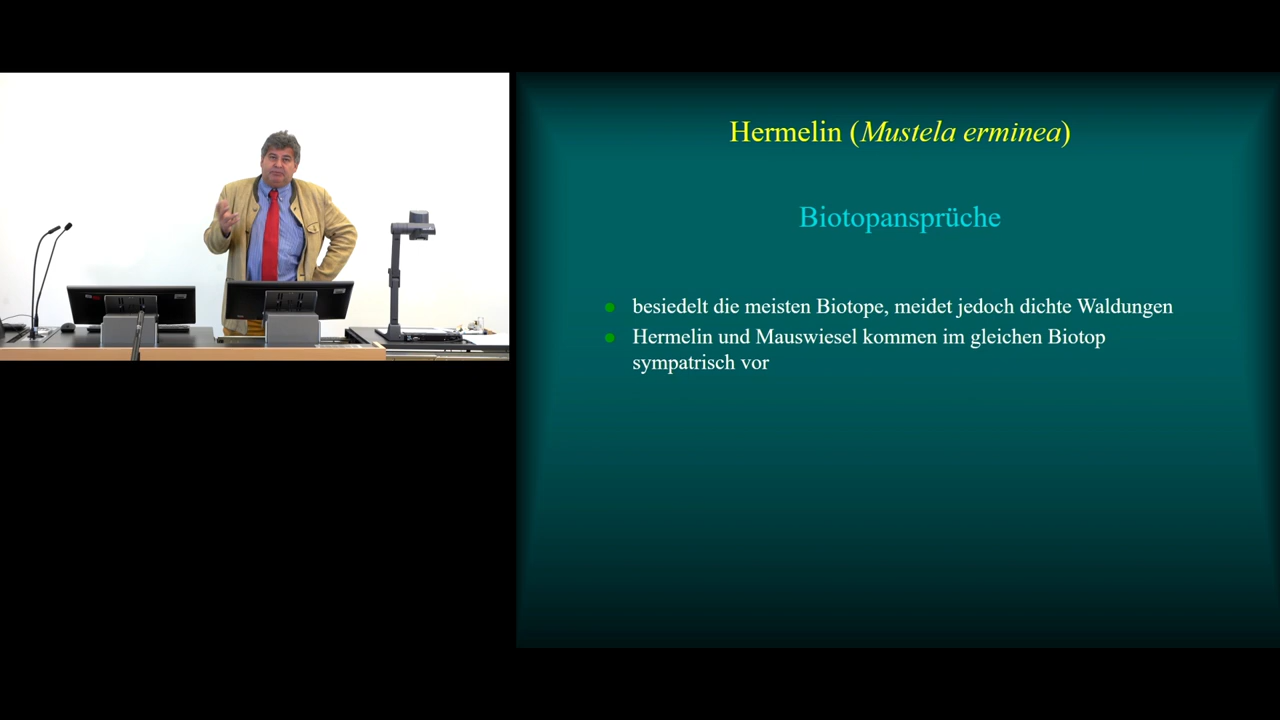 Hermelin (Mustela erminea)
Biotopansprüche
besiedelt die meisten Biotope, meidet jedoch dichte Waldungen
Hermelin und Mauswiesel kommen im gleichen Biotop
sympatrisch vor